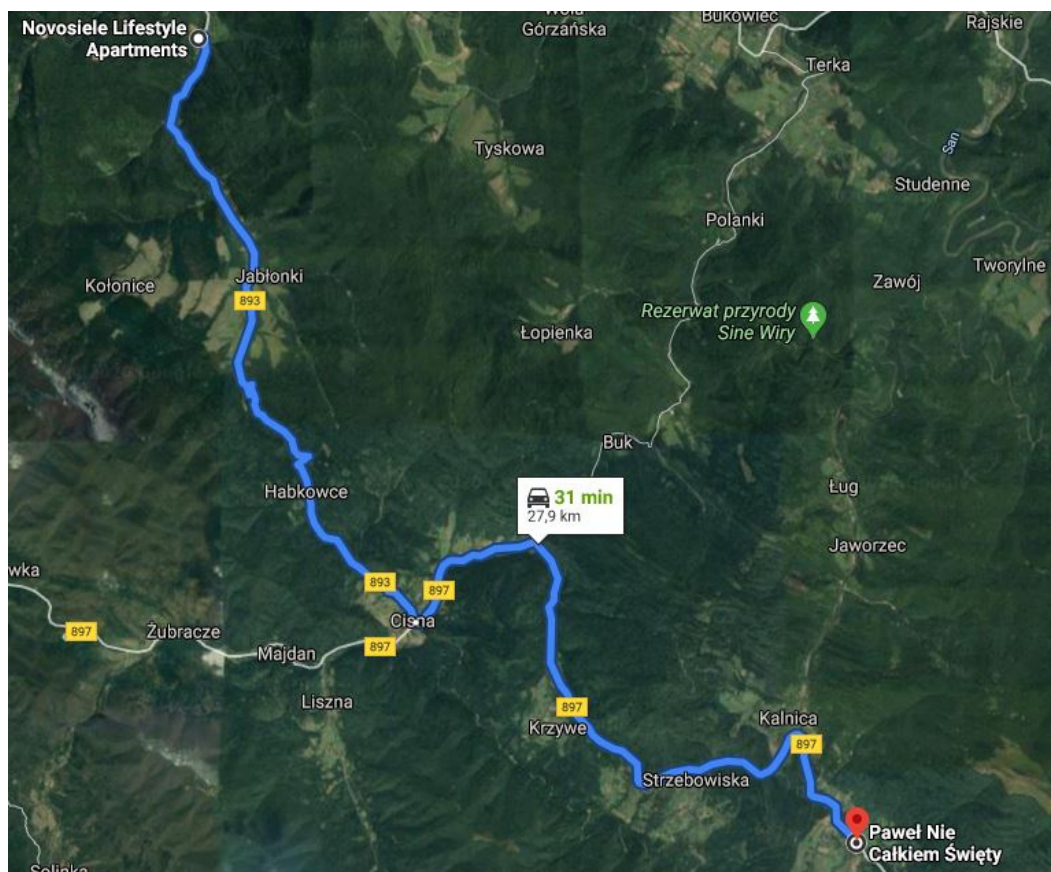 Novosiele Lifestyle
Apartments
Górzańska
Bukowiec
Rajskie
Terka
Tyskowa
San
Studenne
Polanki
Tworylne
Zawój
Kołonice
Jabłonki
893
Rezerwat przyrody
Sine Wiry
Łopienka
Buk
Habkowce
31 min
27,9 km
Ług
Jaworzec
wka
893
897
Cisna
897
Żubracze
Majdan
897
Liszna
897
Krzywe
Kalnica
897
Strzebowiska
Paweł Nie
Całkiem Święty